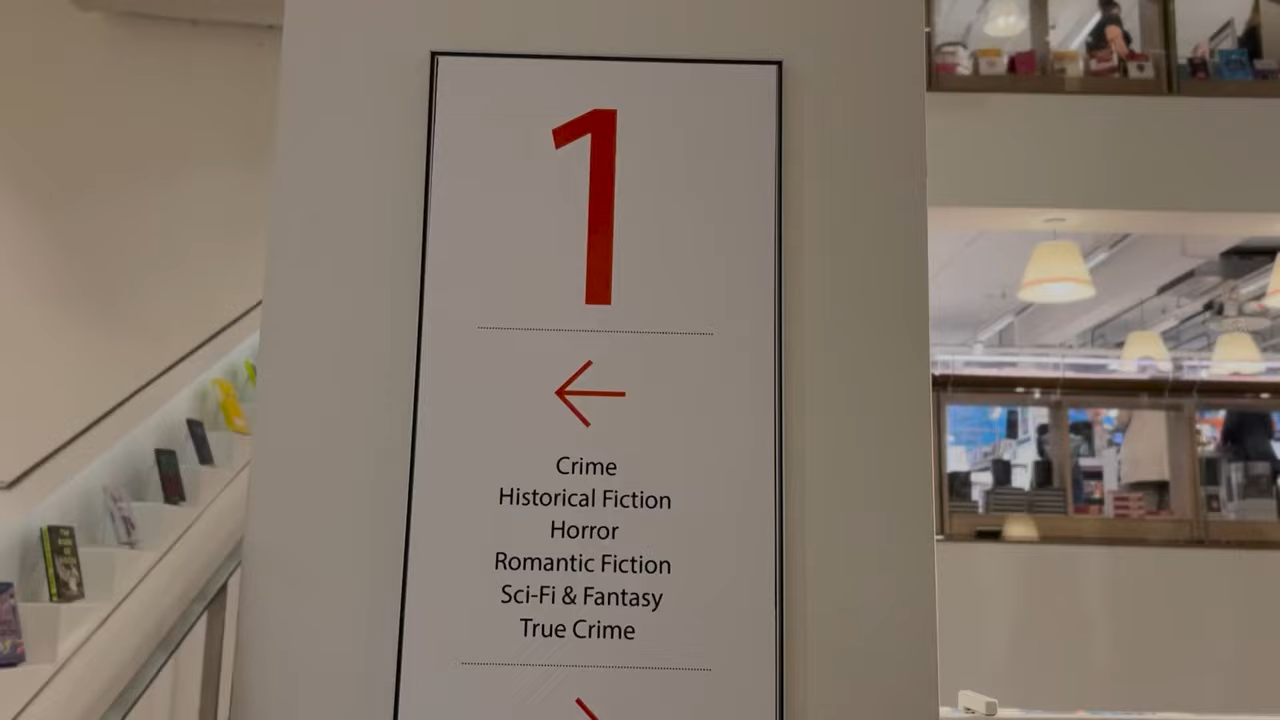 1
Crime
Historical Fiction
Horror
Romantic Fiction
Sci-Fi & Fantasy
True Crime